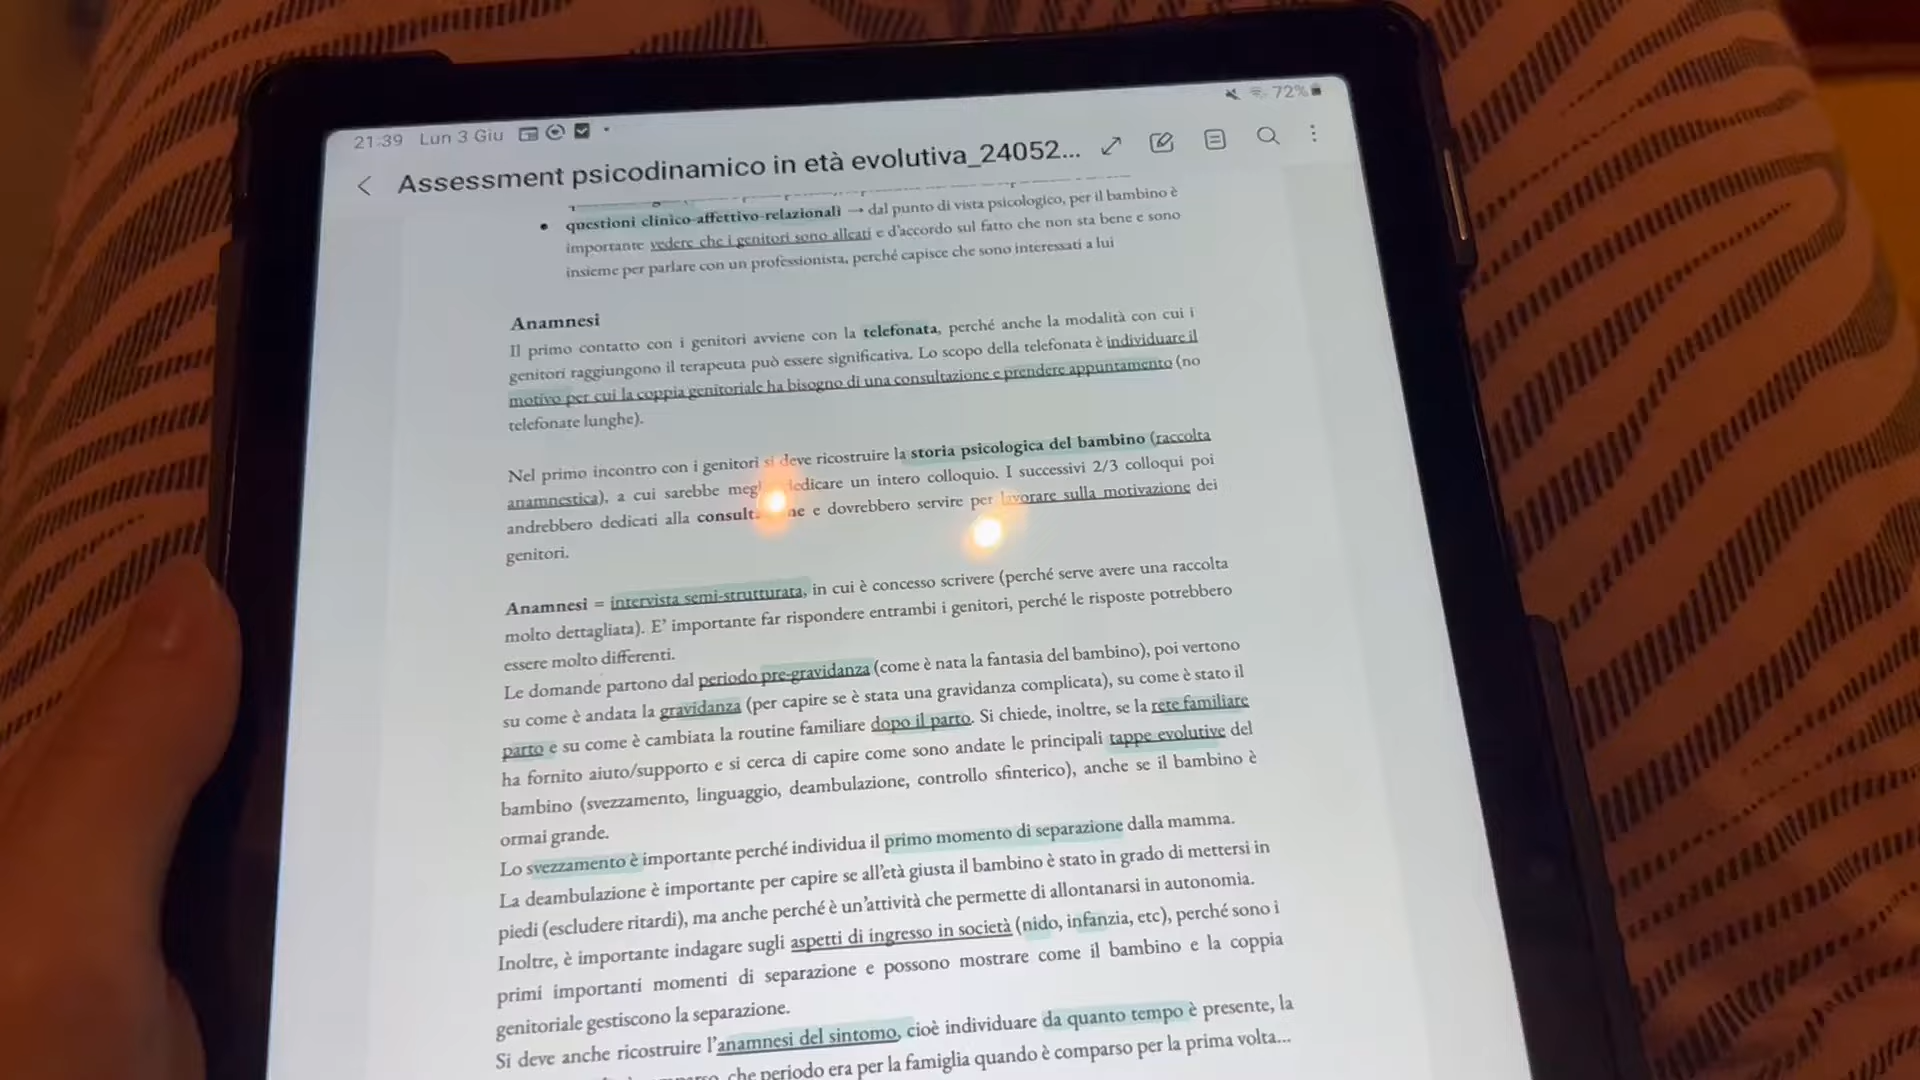 21:39 Lun 3 Giu
72%
Assessment psicodinamico in età evolutiva_24052...
questioni clinico-affettivo-relazionali → dal punto di vista psicologico, per il bambino è
importante vedere che i genitori sono alleati e d'accordo sul fatto che non sta bene e sono
insieme per parlare con un professionista, perché capisce che sono interessati a lui
Anamnesi
Il primo contatto con i genitori avviene con la telefonata, perché anche la modalità con cui i
genitori raggiungono il terapeuta può essere significativa. Lo scopo della telefonata è individuare il
motivo per cui la coppia genitoriale ha bisogno di una consultazione e prendere appuntamento (no
telefonate lunghe).
Nel primo incontro con i genitori si deve ricostruire la storia psicologica del bambino (raccolta
anamnestica), a cui sarebbe dedicare un intero colloquio. I successivi 2/3 colloqui poi
andrebbero dedicati alla e dovrebbero servire per lavorare sulla motivazione dei
genitori.
Anamnesi = intervista semi-strutturata, in cui è concesso scrivere (perché serve avere una raccolta
molto dettagliata). E' importante far rispondere entrambi i genitori, perché le risposte potrebbero
essere molto differenti.
Le domande partono dal periodo pre-gravidanza (come è nata la fantasia del bambino), poi vertono
su come è andata la gravidanza (per capire se è stata una gravidanza complicata), su come è stato il
parto e su come è cambiata la routine familiare dopo il parto. Si chiede, inoltre, se la rete familiare
ha fornito aiuto/supporto e si cerca di capire come sono andate le principali tappe evolutive del
bambino (svezzamento, linguaggio, deambulazione, controllo sfinterico), anche se il bambino è
ormai grande.
Lo svezzamento è importante perché individua il primo momento di separazione dalla mamma.
La deambulazione è importante per capire se all'età giusta il bambino è stato in grado di mettersi in
piedi (escludere ritardi), ma anche perché è un'attività che permette di allontanarsi in autonomia.
Inoltre, è importante indagare sugli aspetti di ingresso in società (nido, infanzia, etc), perché sono i
primi importanti momenti di separazione e possono mostrare come il bambino e la coppia
genitoriale gestiscono la separazione.
Si deve anche ricostruire l'anamnesi del sintomo, cioè individuare da quanto tempo è presente, la
che periodo era per la famiglia quando è comparso per la prima volta...